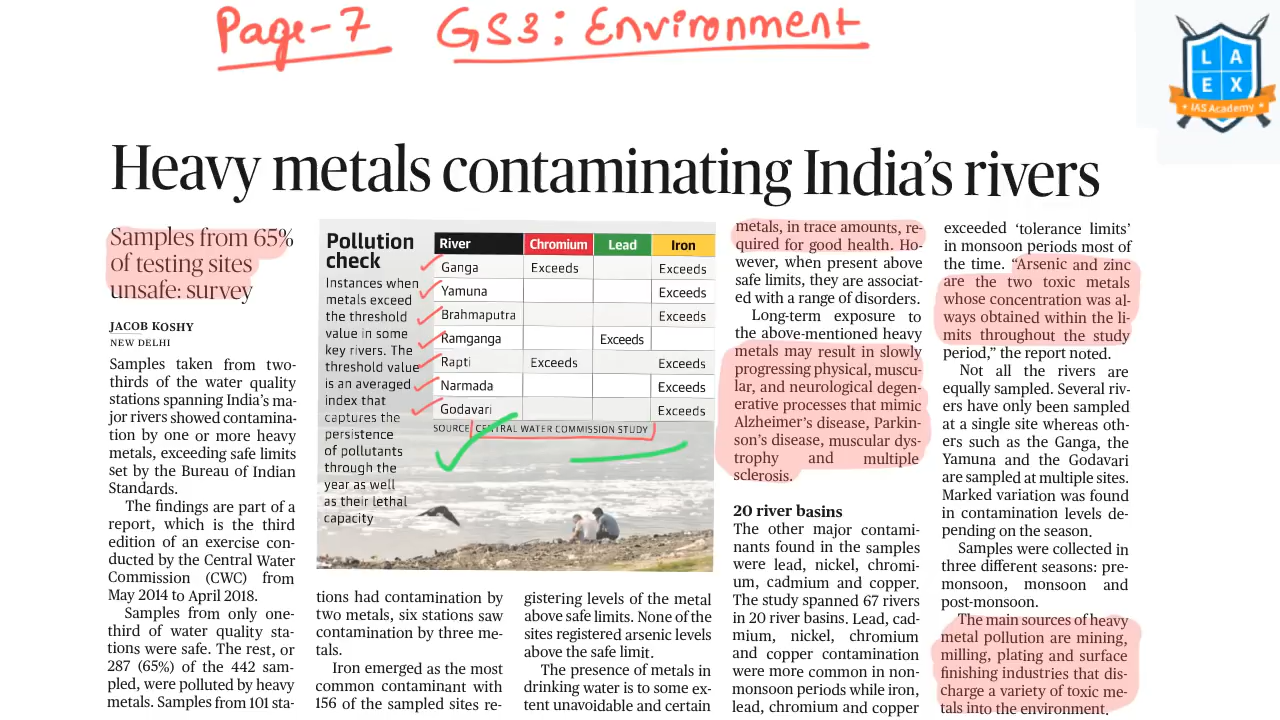 Page-7 GS3: Environment
L A
E X
IAS Academy
Heavy metals contaminating India's rivers
Samples from 65%
of testing sites
unsafe: survey
JACOB KOSHY
NEW DELHI
Samples taken from two-
thirds of the water quality
stations spanning India's ma-
jor rivers showed contamina-
tion by one or more heavy
metals, exceeding safe limits
set by the Bureau of Indian
Standards.
The findings are part of a
report, which is the third
edition of an exercise con-
ducted by the Central Water
Commission (CWC) from
May 2014 to April 2018.
Samples from only one-
third of water quality sta-
tions were safe. The rest, or
287 (65%) of the 442 sam-
pled, were polluted by heavy
metals. Samples from 101 sta-
Pollution
check
Instances when
metals exceed
the threshold
value in some
key rivers. The
threshold value
is an averaged
index that
captures the
persistence
of pollutants
through the
year as well
as their lethal
capacity
River Chromium Lead Iron
Ganga Exceeds Exceeds
Yamuna Exceeds
Brahmaputra Exceeds
Ramganga Exceeds
Rapti Exceeds Exceeds
Narmada Exceeds
Godavari Exceeds
SOURCE CENTRAL WATER COMMISSION STUDY
tions had contamination by
two metals, six stations saw
contamination by three me-
tals.
Iron emerged as the most
common contaminant with
156 of the sampled sites re-
gistering levels of the metal
above safe limits. None of the
sites registered arsenic levels
above the safe limit.
The presence of metals in
drinking water is to some ex-
tent unavoidable and certain
metals, in trace amounts, re-
quired for good health. Ho-
wever, when present above
safe limits, they are associat-
ed with a range of disorders.
Long-term exposure to
the above-mentioned heavy
metals may result in slowly
progressing physical, muscu-
lar, and neurological degen-
erative processes that mimic
Alzheimer's disease, Parkin-
son's disease, muscular dys-
trophy and multiple
sclerosis.
20 river basins
The other major contami-
nants found in the samples
were lead, nickel, chromi-
um, cadmium and copper.
The study spanned 67 rivers
in 20 river basins. Lead, cad-
mium, nickel, chromium
and copper contamination
were more common in non-
monsoon periods while iron,
lead, chromium and copper
exceeded 'tolerance limits'
in monsoon periods most of
the time. "Arsenic and zinc
are the two toxic metals
whose concentration was al-
ways obtained within the li-
mits throughout the study
period," the report noted.
Not all the rivers are
equally sampled. Several riv-
ers have only been sampled
at a single site whereas oth-
ers such as the Ganga, the
Yamuna and the Godavari
are sampled at multiple sites.
Marked variation was found
in contamination levels de-
pending on the season.
Samples were collected in
three different seasons: pre-
monsoon, monsoon and
post-monsoon.
The main sources of heavy
metal pollution are mining,
milling, plating and surface
finishing industries that dis-
charge a variety of toxic me-
tals into the environment.